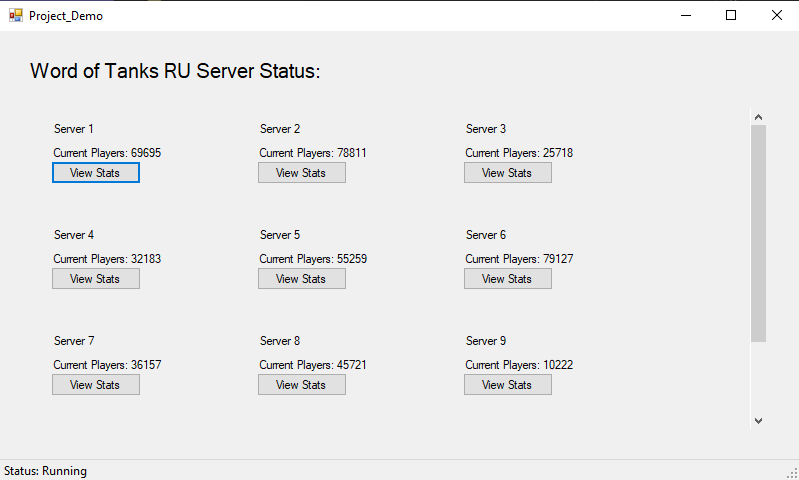 Project_Demo
Word of Tanks RU Server Status:
Server 1
Current Players: 69695
View Stats
Server 2
Current Players: 78811
View Stats
Server 3
Current Players: 25718
View Stats
Server 4
Current Players: 32183
View Stats
Server 5
Current Players: 55259
View Stats
Server 6
Current Players: 79127
View Stats
Server 7
Current Players: 36157
View Stats
Server 8
Current Players: 45721
View Stats
Server 9
Current Players: 10222
View Stats
Status: Running